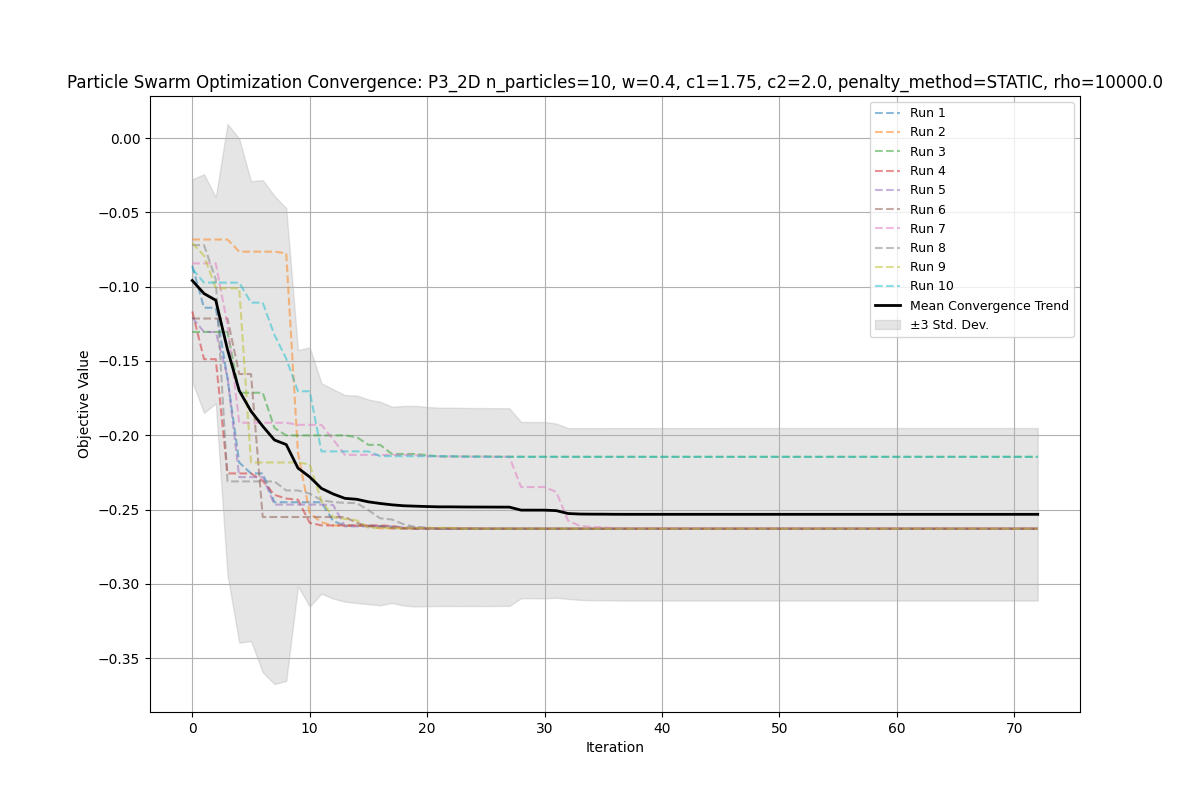 Particle Swarm Optimization Convergence: P3_2D n_particles=10, w=0.4, c1=1.75, c2=2.0, penalty_method=STATIC, rho=10000.0
Run 1
Run 2
Run 3
Run 4
Run 5
Run 6
Run 7
Run 8
Run 9
Run 10
Mean Convergence Trend
±3 Std. Dev.
Objective Value
0.00
−0.05
−0.10
−0.15
−0.20
−0.25
−0.30
−0.35
0 10 20 30 40 50 60 70
Iteration